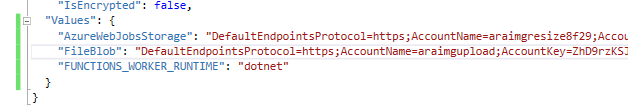 "IsEncrypted": false,
"Values": {
"AzureWebJobsStorage": "DefaultEndpointsProtocol=https;AccountName=araimgresize8f29;Accou
"FileBlob": "DefaultEndpointsProtocol=https;AccountName=araimgupload;AccountKey=ZhD9rzKSJ
"FUNCTIONS_WORKER_RUNTIME": "dotnet"
}
}